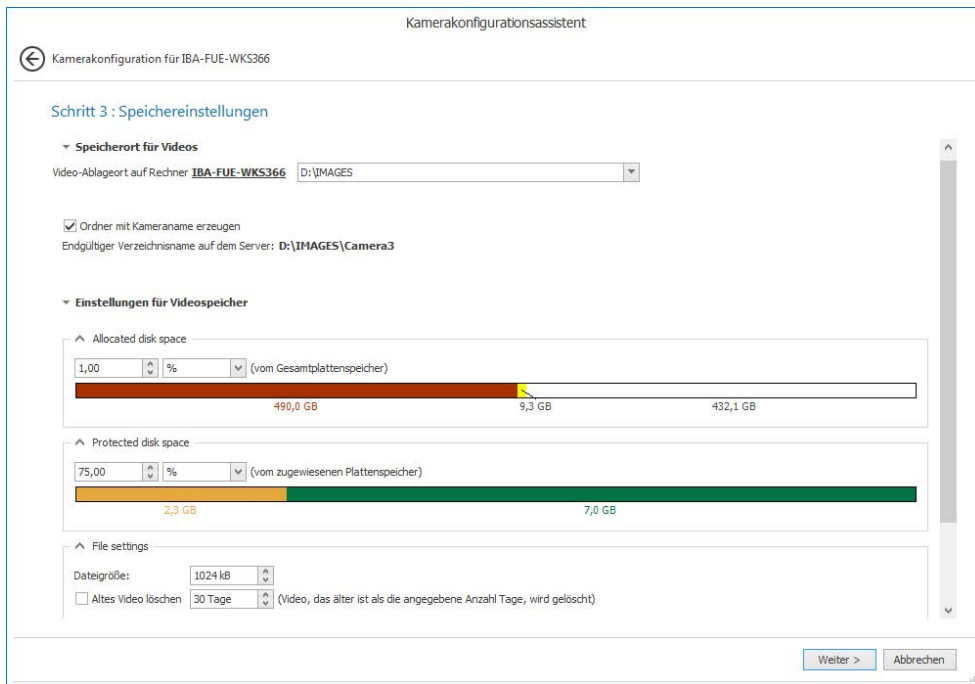 Kamerakonfigurationsassistent
Kamerakonfiguration für IBA-FUE-WKS366
Schritt 3 : Speichereinstellungen
Speicherort für Videos
Video-Ablageort auf Rechner IBA-FUE-WKS366 D:\IMAGES
Ordner mit Kameraname erzeugen
Endgültiger Verzeichnisname auf dem Server: D:\IMAGES\Camera3
Einstellungen für Videospeicher
Allocated disk space
1,00 % (vom Gesamtplattenspeicher)
490,0 GB 9,3 GB 432,1 GB
Protected disk space
75,00 % (vom zugewiesenen Plattenspeicher)
2,3 GB 7,0 GB
File settings
Dateigröße: 1024 kB
Altes Video löschen 30 Tage (Video, das älter ist als die angegebene Anzahl Tage, wird gelöscht)
Weiter > Abbrechen